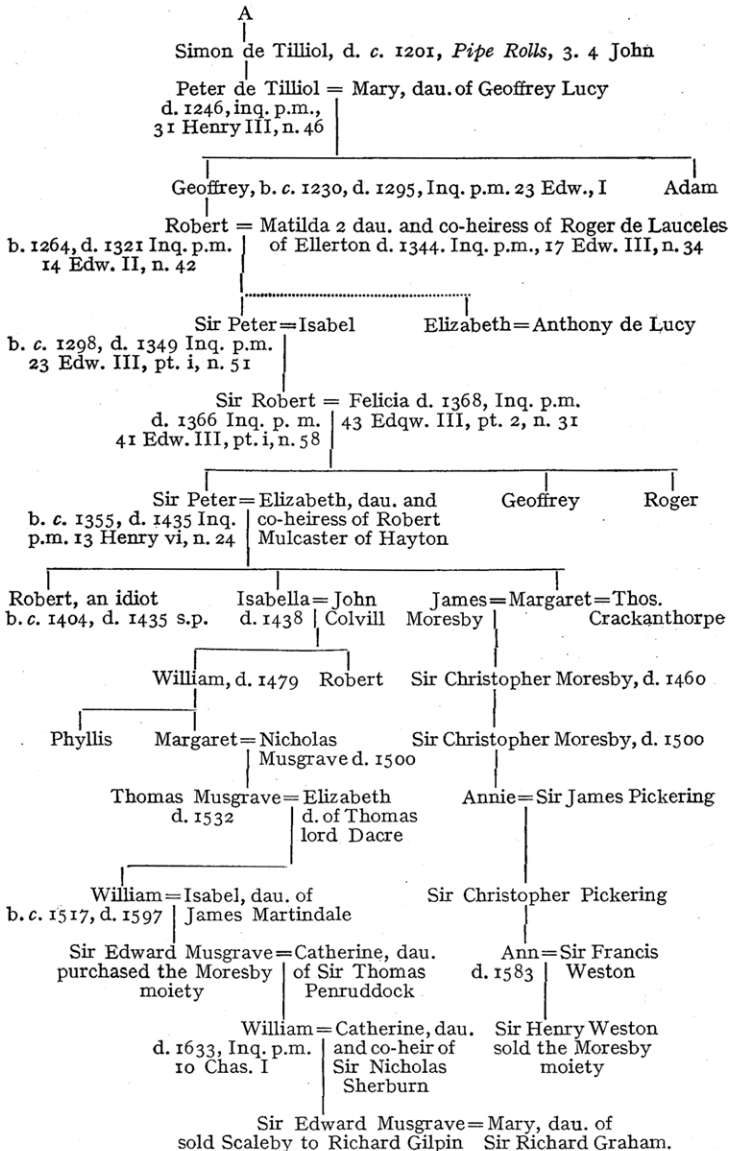 A
Simon de Tilliol, d. c. 1201, Pipe Rolls, 3. 4 John
Peter de Tilliol = Mary, dau. of Geoffrey Lucy
d. 1246, inq. p.m.,
31 Henry III, n. 46
Geoffrey, b. c. 1230, d. 1295, Inq. p.m. 23 Edw., I Adam
Robert = Matilda 2 dau. and co-heiress of Roger de Lauceles
b. 1264, d. 1321 Inq. p.m. of Ellerton d. 1344. Inq. p.m., 17 Edw. III, n. 34
14 Edw. II, n. 42
Sir Peter = Isabel Elizabeth = Anthony de Lucy
b. c. 1298, d. 1349 Inq. p.m.
23 Edw. III, pt. i, n. 51
Sir Robert = Felicia d. 1368, Inq. p.m.
d. 1366 Inq. p. m. 43 Edqw. III, pt. 2, n. 31
41 Edw. III, pt. i, n. 58
Sir Peter = Elizabeth, dau. and Geoffrey Roger
b. c. 1355, d. 1435 Inq. co-heiress of Robert
p.m. 13 Henry vi, n. 24 Mulcaster of Hayton
Robert, an idiot Isabella = John James = Margaret = Thos.
b. c. 1404, d. 1435 s.p. d. 1438 Colvill Moresby Crackanthorpe
William, d. 1479 Robert Sir Christopher Moresby, d. 1460
Phyllis Margaret = Nicholas Sir Christopher Moresby, d. 1500
Musgrave d. 1500
Thomas Musgrave = Elizabeth Annie = Sir James Pickering
d. 1532 d. of Thomas
lord Dacre
William = Isabel, dau. of Sir Christopher Pickering
b. c. 1517, d. 1597 James Martindale
Sir Edward Musgrave = Catherine, dau. Ann = Sir Francis
purchased the Moresby of Sir Thomas d. 1583 Weston
moiety Penruddock
William = Catherine, dau. Sir Henry Weston
d. 1633, Inq. p.m. and co-heir of sold the Moresby
10 Chas. I Sir Nicholas moiety
Sherburn
Sir Edward Musgrave = Mary, dau. of
sold Scaleby to Richard Gilpin Sir Richard Graham.